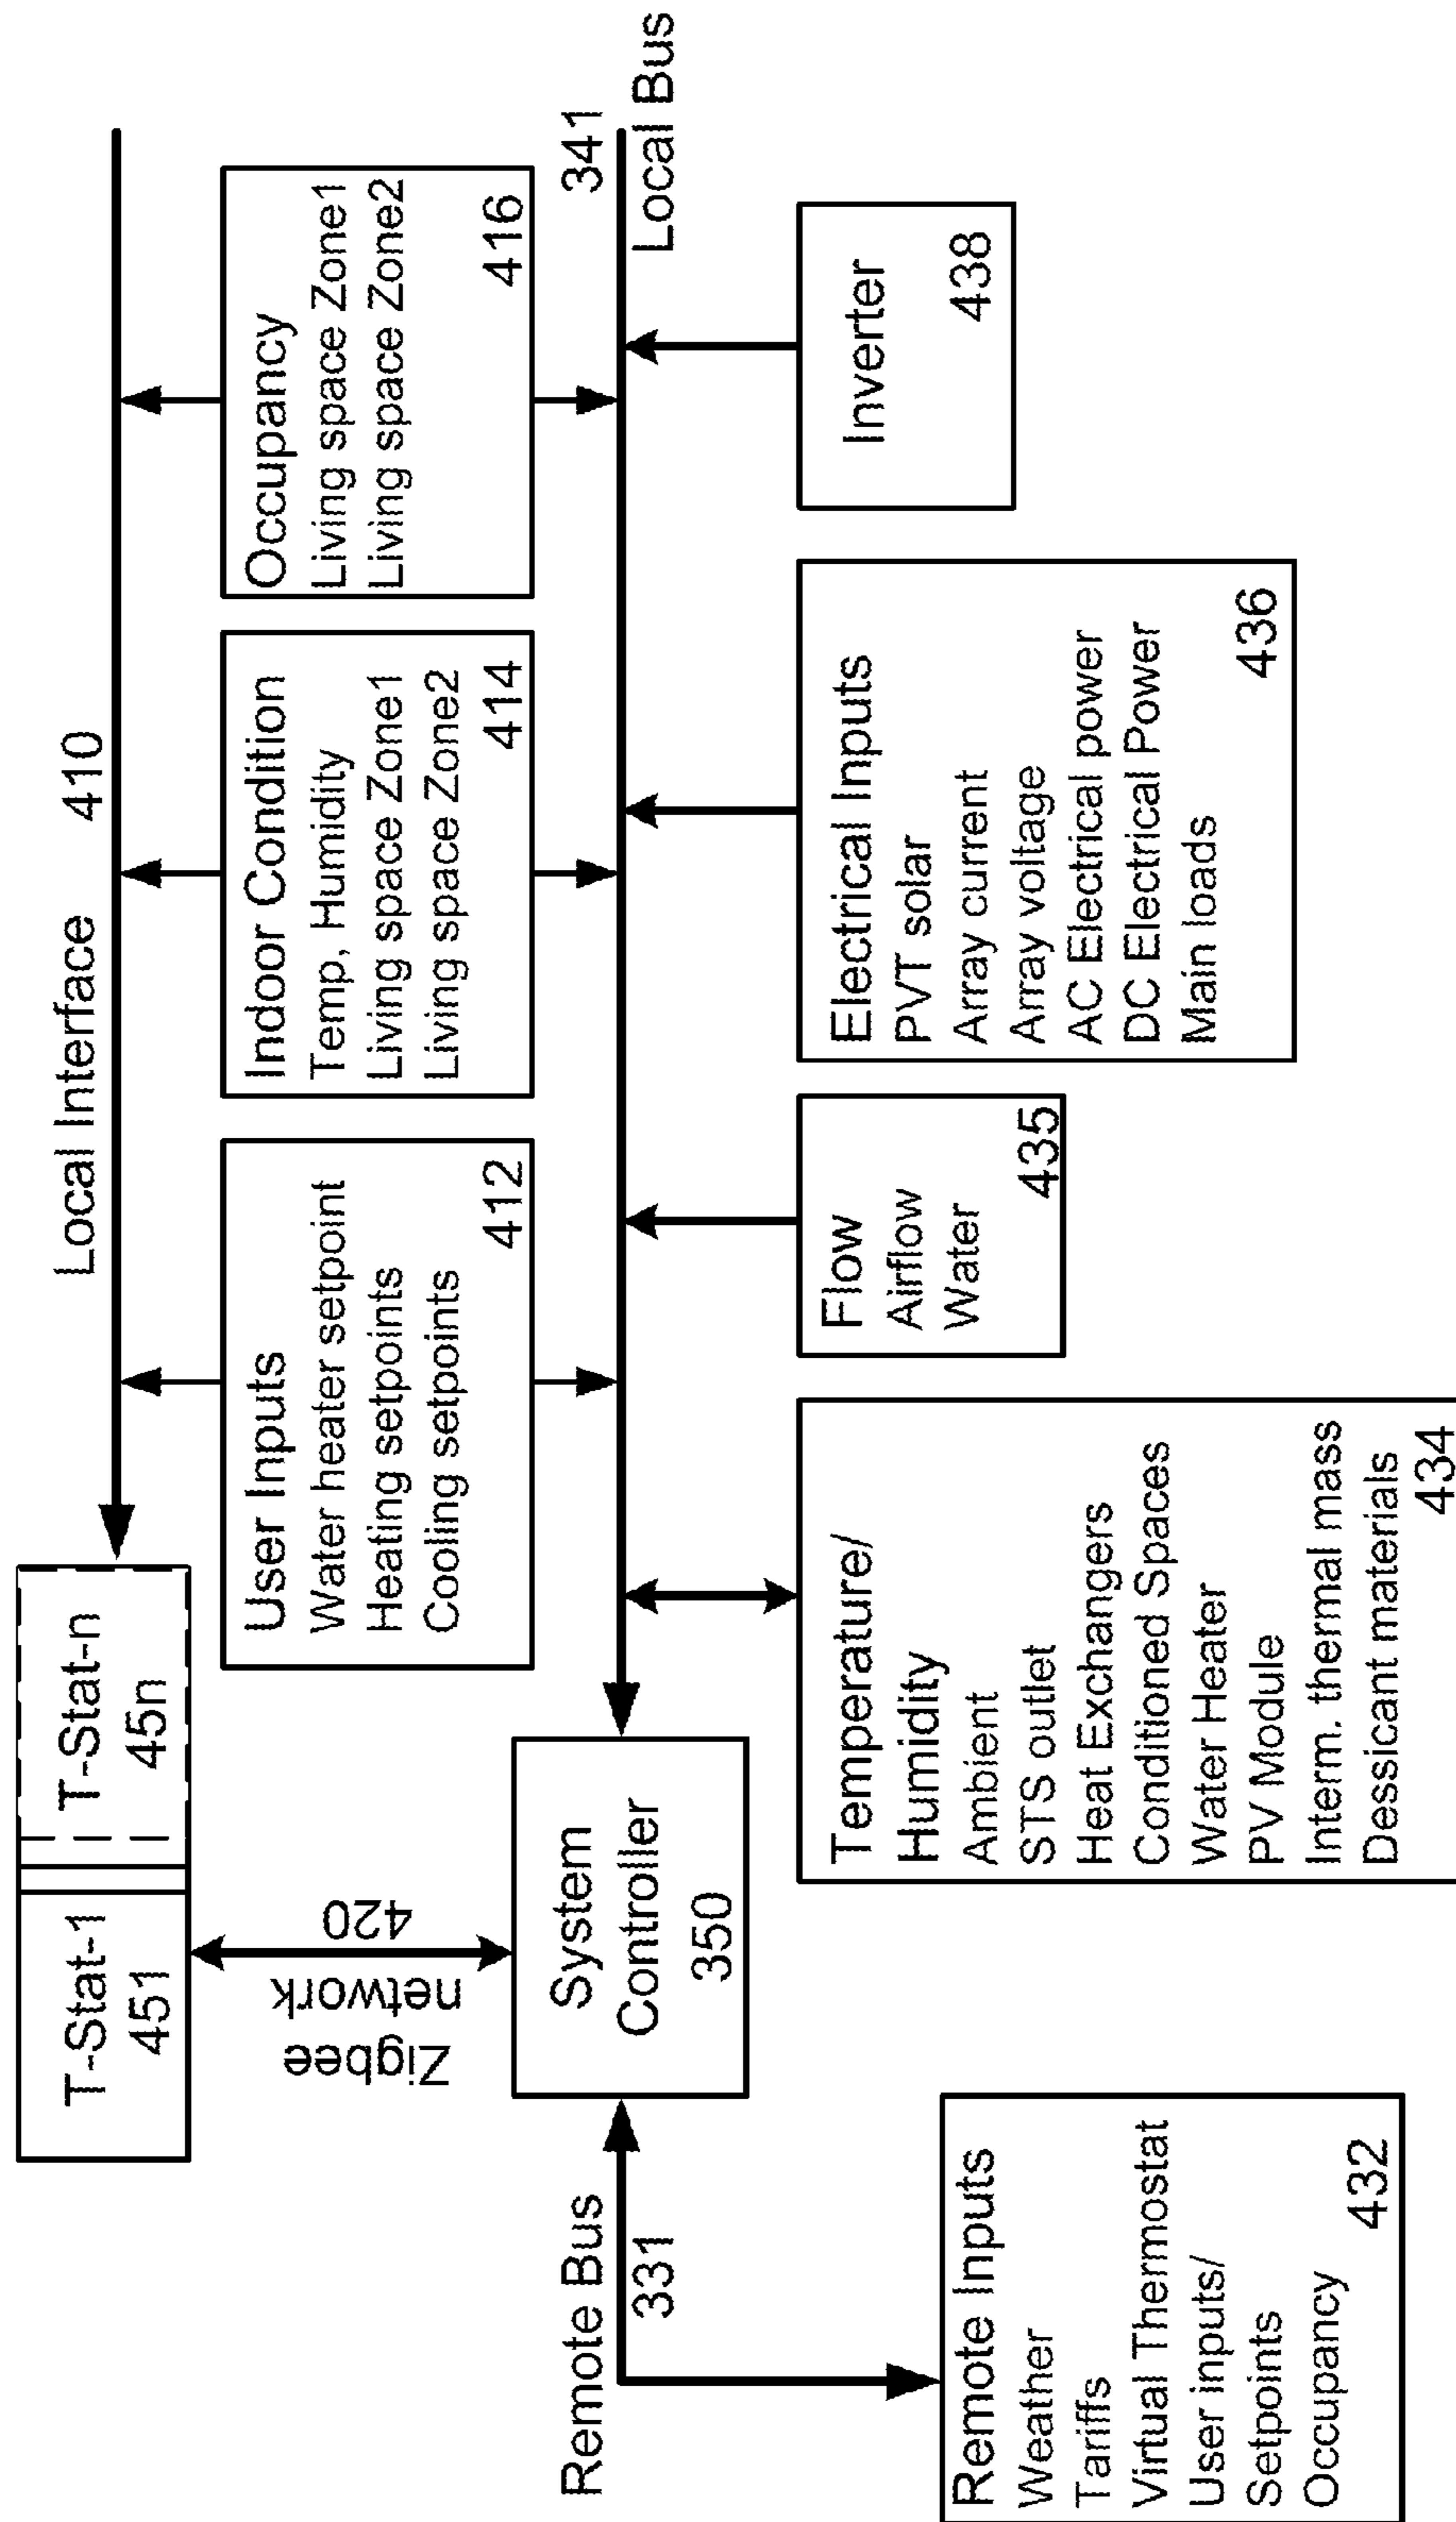 T-Stat-1
451
T-Stat-n
45n
Local Interface 410
Zigbee
network
420
User Inputs
Water heater setpoint
Heating setpoints
Cooling setpoints
412
Indoor Condition
Temp, Humidity
Living space Zone1
Living space Zone2
414
Occupancy
Living space Zone1
Living space Zone2
416
Remote Bus
331
System
Controller
350
341
Local Bus
Remote Inputs
Weather
Tariffs
Virtual Thermostat
User inputs/
Setpoints
Occupancy
432
Temperature/
Humidity
Ambient
STS outlet
Heat Exchangers
Conditioned Spaces
Water Heater
PV Module
Interm. thermal mass
Dessicant materials
434
Flow
Airflow
Water
435
Electrical Inputs
PVT solar
Array current
Array voltage
AC Electrical power
DC Electrical Power
Main loads
436
Inverter
438